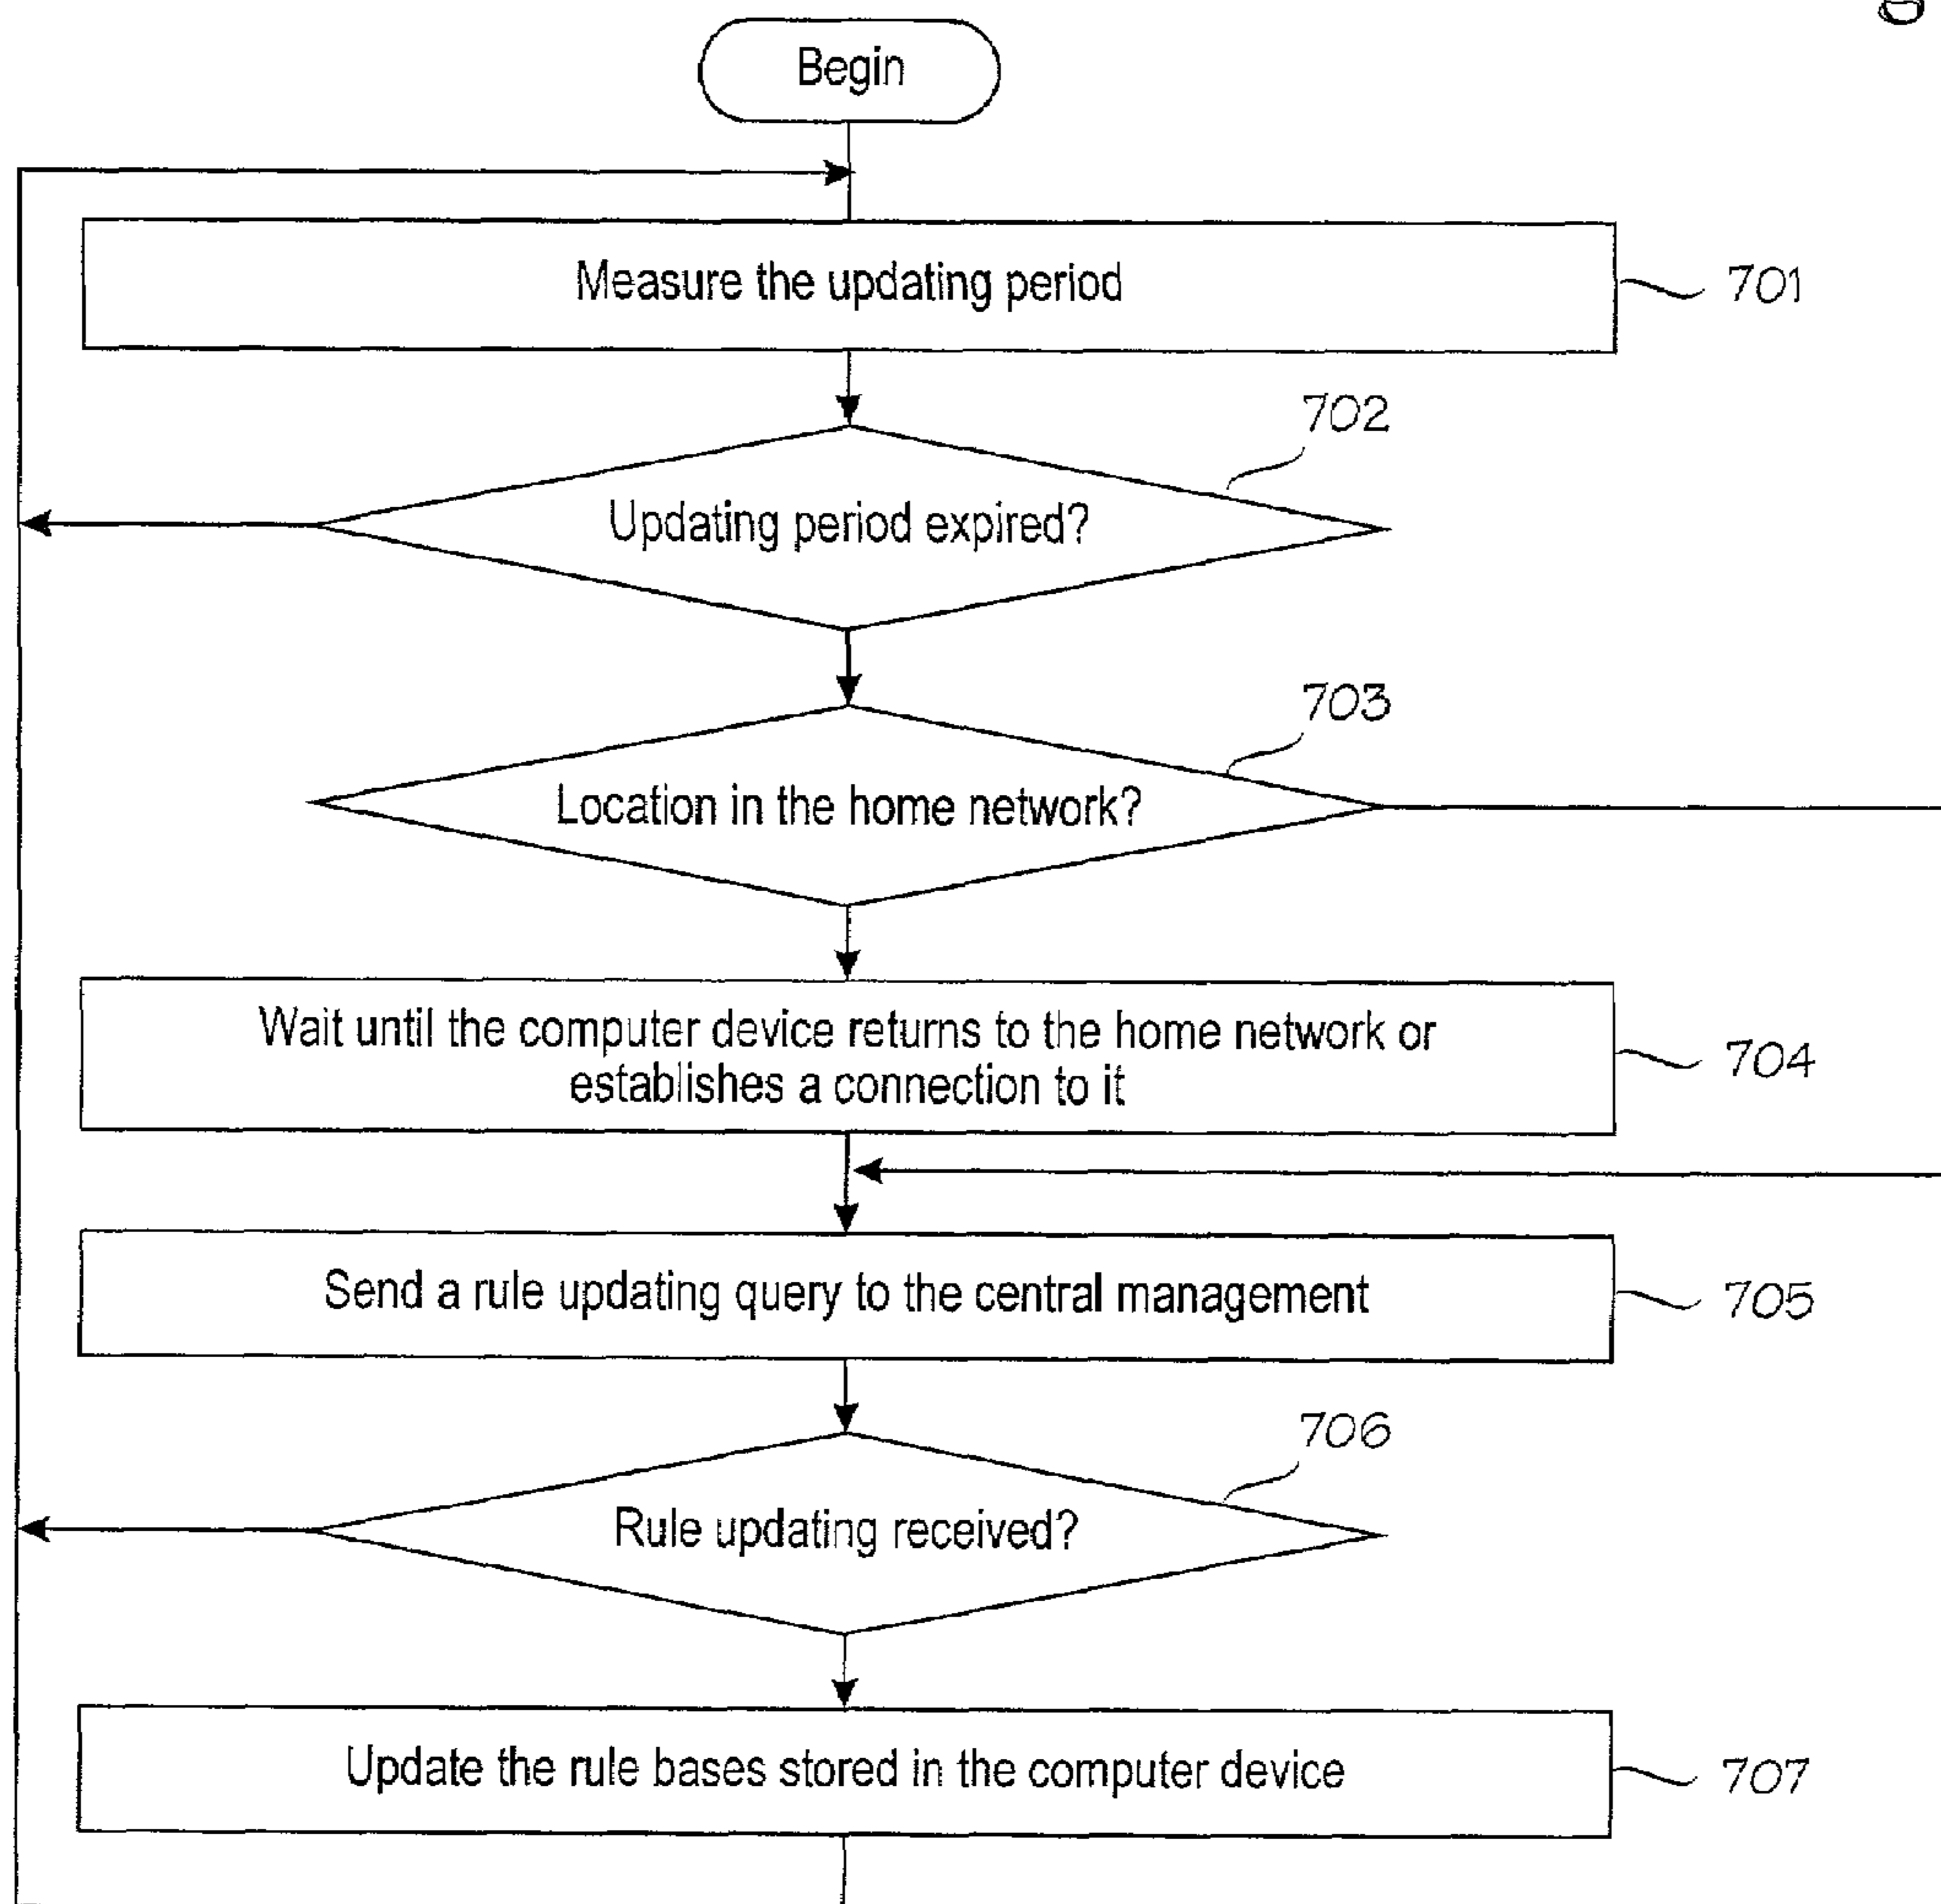 Begin
Measure the updating period
701
702
Updating period expired?
703
Location in the home network?
Wait until the computer device returns to the home network or
establishes a connection to it
704
Send a rule updating query to the central management
705
706
Rule updating received?
Update the rule bases stored in the computer device
707